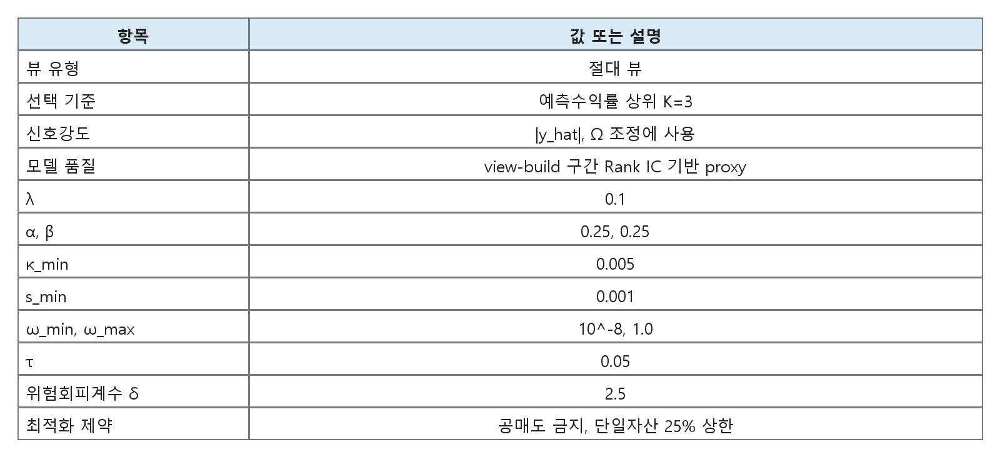 항목 값 또는 설명
뷰 유형 절대 뷰
선택 기준 예측수익률 상위 K=3
신호강도 |y_hat|, Ω 조정에 사용
모델 품질 view-build 구간 Rank IC 기반 proxy
λ 0.1
α, β 0.25, 0.25
κ_min 0.005
s_min 0.001
ω_min, ω_max 10^-8, 1.0
τ 0.05
위험회피계수 δ 2.5
최적화 제약 공매도 금지, 단일자산 25% 상한